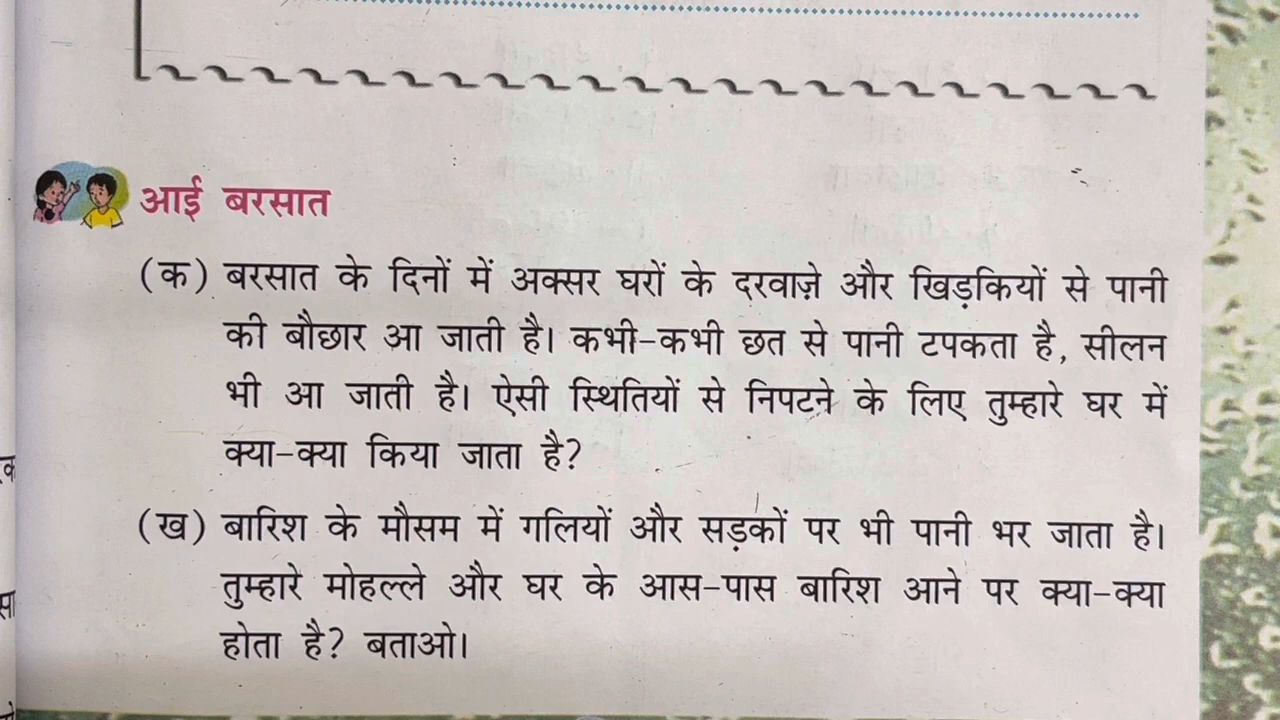 आई बरसात
(क) बरसात के दिनों में अक्सर घरों के दरवाज़े और खिड़कियों से पानी
की बौछार आ जाती है। कभी-कभी छत से पानी टपकता है, सीलन
भी आ जाती है। ऐसी स्थितियों से निपटने के लिए तुम्हारे घर में
क्या-क्या किया जाता है?
(ख) बारिश के मौसम में गलियों और सड़कों पर भी पानी भर जाता है।
तुम्हारे मोहल्ले और घर के आस-पास बारिश आने पर क्या-क्या
होता है? बताओ।